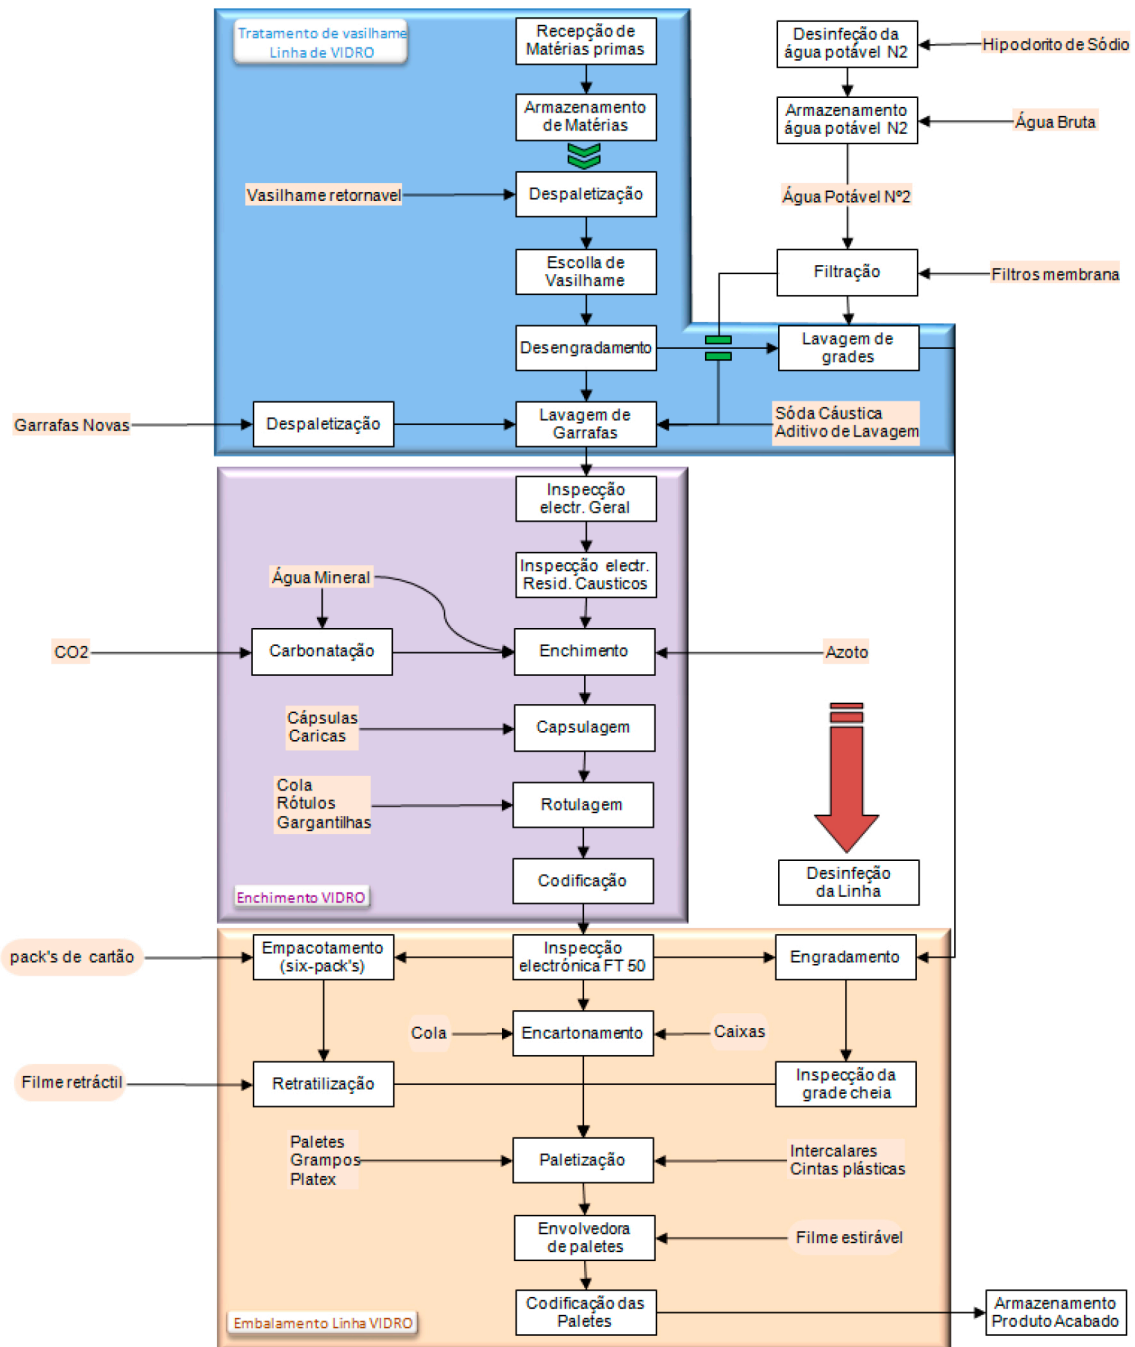 Tratamento de vasilhame
Linha de VIDRO
Recepção de
Matérias primas
Desinfeção da
água potável N2
Hipoclorito de Sódio
Armazenamento
de Matérias
Armazenamento
água potável N2
Água Bruta
Vasilhame retornavel
Despaletização
Água Potável Nº2
Escolla de
Vasilhame
Filtração
Filtros membrana
Desengradamento
Lavagem de
grades
Garrafas Novas
Despaletização
Lavagem de
Garrafas
Sóda Cáustica
Aditivo de Lavagem
Inspecção
electr. Geral
Inspecção electr.
Resid. Causticos
Água Mineral
CO2
Carbonatação
Enchimento
Azoto
Cápsulas
Caricas
Capsulagem
Cola
Rótulos
Gargantilhas
Rotulagem
Codificação
Desinfeção
da Linha
Enchimento VIDRO
pack's de cartão
Empacotamento
(six-pack's)
Inspecção
electrónica FT 50
Engradamento
Cola
Encartonamento
Caixas
Filme retráctil
Retratilização
Inspecção da
grade cheia
Paletes
Grampos
Platex
Paletização
Intercalares
Cintas plásticas
Envolvedora
de paletes
Filme estirável
Codificação das
Paletes
Armazenamento
Produto Acabado
Embalamento Linha VIDRO